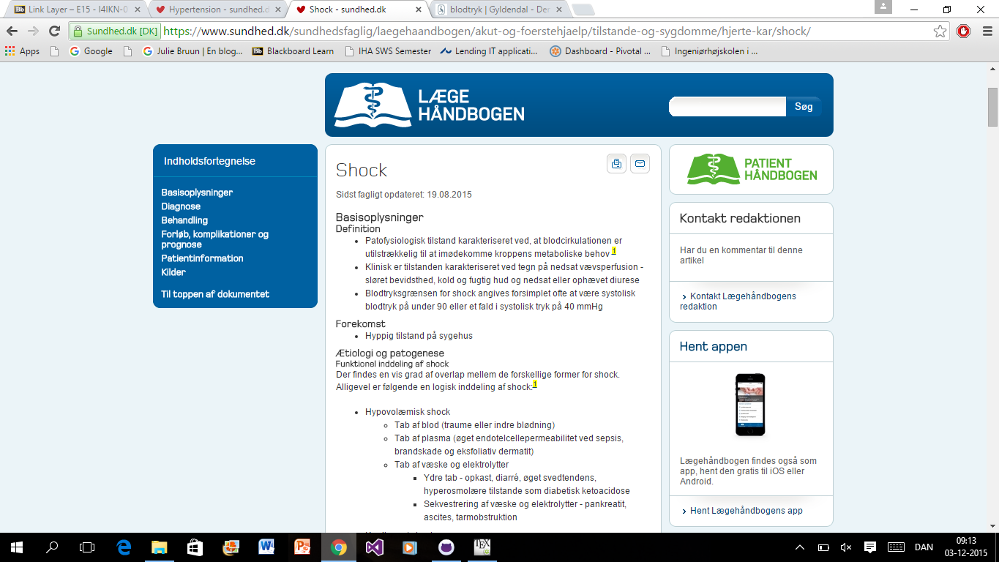 Link Layer – E15 - I4IKN-0
Hypertension - sundhed.d
Shock - sundhed.dk
blodtryk | Gyldendal - Der
Sundhed.dk [DK]
https://www.sundhed.dk/sundhedsfaglig/laegehaandbogen/akut-og-foerstehjaelp/tilstande-og-sygdomme/hjerte-kar/shock/
Apps
Google
Julie Bruun | En blog...
Blackboard Learn
IHA SWS Semester
Lending IT applicati...
Dashboard - Pivotal ...
Ingeniørhøjskolen i ...
LÆGE
HÅNDBOGEN
Søg
Indholdsfortegnelse
Basisoplysninger
Diagnose
Behandling
Forløb, komplikationer og
prognose
Patientinformation
Kilder
Til toppen af dokumentet
Shock
Sidst fagligt opdateret: 19.08.2015
Basisoplysninger
Definition
Patofysiologisk tilstand karakteriseret ved, at blodcirkulationen er
utilstrækkelig til at imødekomme kroppens metaboliske behov 1
Klinisk er tilstanden karakteriseret ved tegn på nedsat vævsperfusion -
sløret bevidsthed, kold og fugtig hud og nedsat eller ophævet diurese
Blodtryksgrænsen for shock angives forsimplet ofte at være systolisk
blodtryk på under 90 eller et fald i systolisk tryk på 40 mmHg
Forekomst
Hyppig tilstand på sygehus
Ætiologi og patogenese
Funktionel inddeling af shock
Der findes en vis grad af overlap mellem de forskellige former for shock.
Alligevel er følgende en logisk inddeling af shock:1
Hypovolæmisk shock
Tab af blod (traume eller indre blødning)
Tab af plasma (øget endotelcellepermeabilitet ved sepsis,
brandskade og eksfoliativ dermatit)
Tab af væske og elektrolytter
Ydre tab - opkast, diarré, øget svedtendens,
hyperosmolære tilstande som diabetisk ketoacidose
Sekvestrering af væske og elektrolytter - pankreatit,
ascites, tarmobstruktion
PATIENT
HÅNDBOGEN
Kontakt redaktionen
Har du en kommentar til denne
artikel
Kontakt Lægehåndbogens
redaktion
Hent appen
Lægehåndbogen findes også som
app, hent den gratis til iOS eller
Android.
Hent Lægehåndbogens app
DAN
09:13
03-12-2015